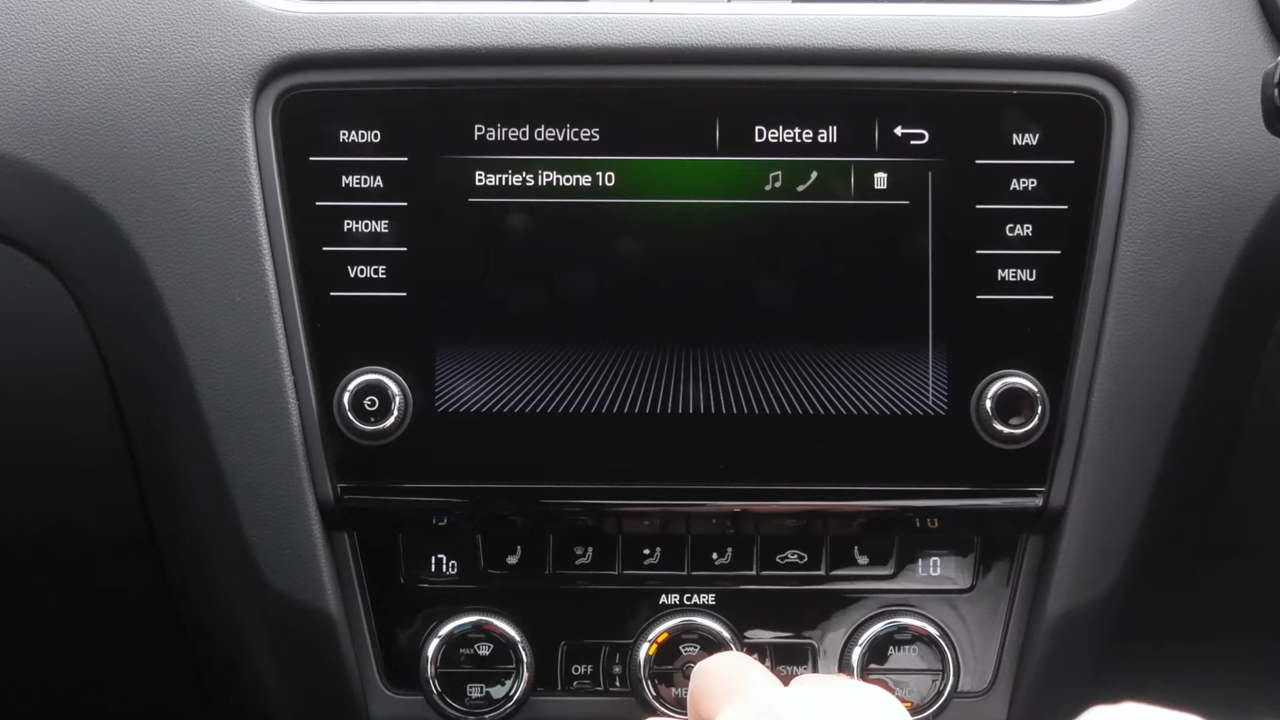 RADIO
MEDIA
PHONE
VOICE
Paired devices
Delete all
Barrie's iPhone 10
NAV
APP
CAR
MENU
17.0
LO
AIR CARE
MAX
OFF
SYNC
AUTO
A/C